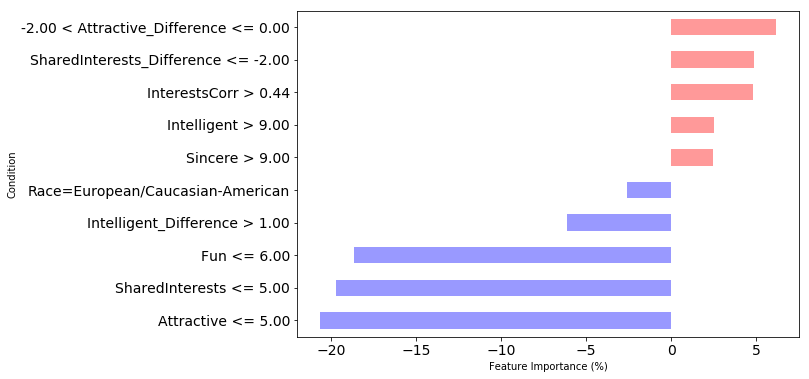 -2.00 < Attractive_Difference <= 0.00
SharedInterests_Difference <= -2.00
InterestsCorr > 0.44
Intelligent > 9.00
Sincere > 9.00
Race=European/Caucasian-American
Intelligent_Difference > 1.00
Fun <= 6.00
SharedInterests <= 5.00
Attractive <= 5.00
Condition
−20 −15 −10 −5 0 5
Feature Importance (%)